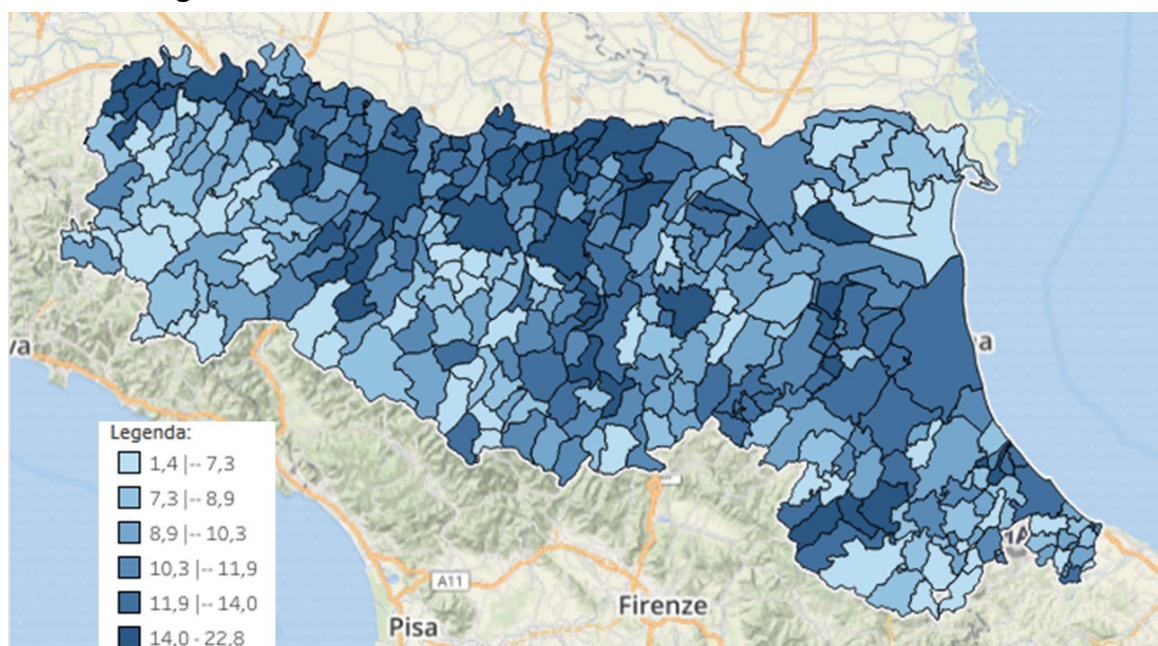 Legenda:
1,4 |-- 7,3
7,3 |-- 8,9
8,9 |-- 10,3
10,3 |-- 11,9
11,9 |-- 14,0
14,0 - 22,8
A11
Firenze
Pisa